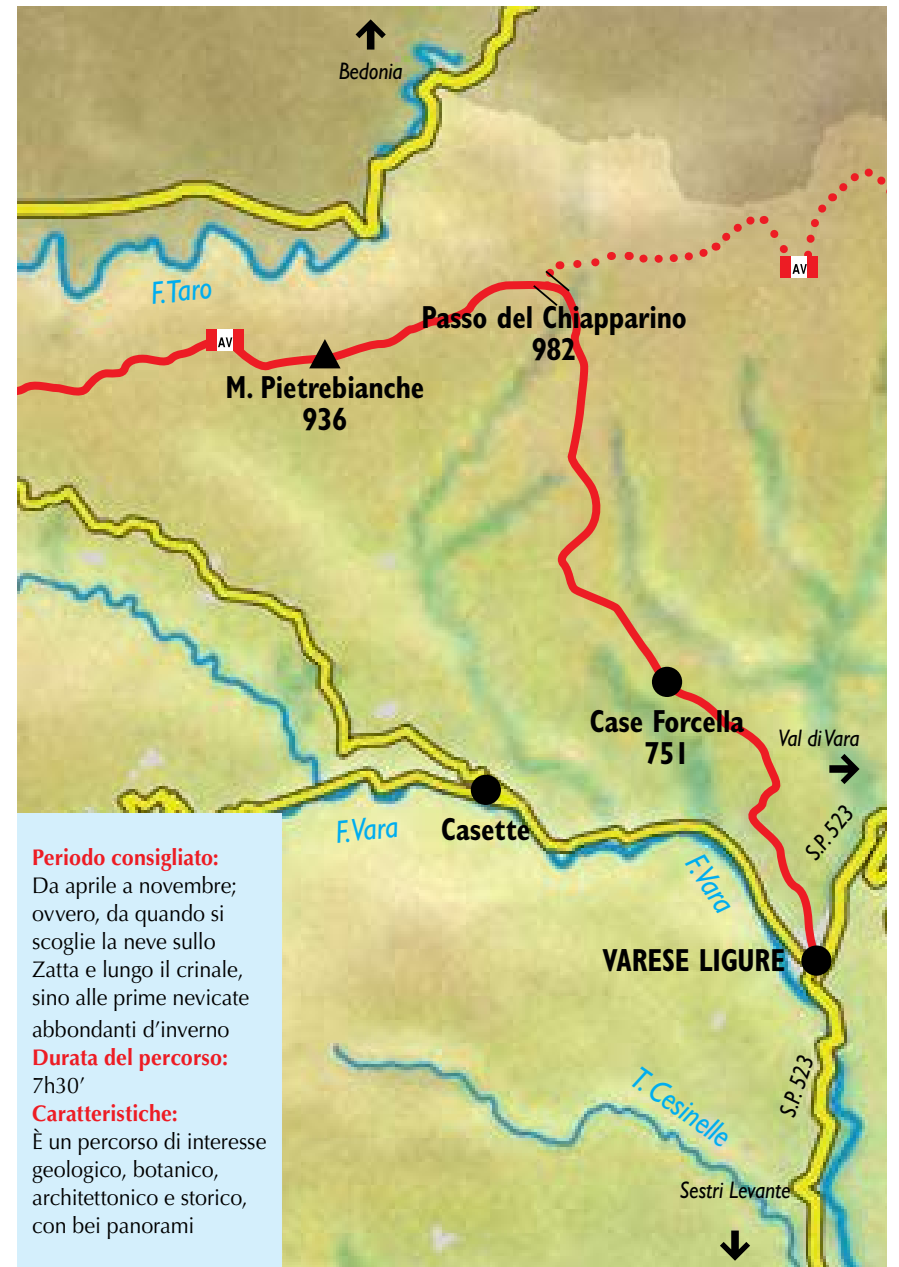 Bedonia
AV
F. Taro
Passo del Chiapparino
982
AV
M. Pietrebianche
936
Case Forcella
751
Val di Vara
S.P. 523
F. Vara
Casette
F. Vara
VARESE LIGURE
S.P. 523
T. Cesinelle
Sestri Levante
Periodo consigliato:
Da aprile a novembre;
ovvero, da quando si
scoglie la neve sullo
Zatta e lungo il crinale,
sino alle prime nevicate
abbondanti d’inverno
Durata del percorso:
7h30’
Caratteristiche:
È un percorso di interesse
geologico, botanico,
architettonico e storico,
con bei panorami